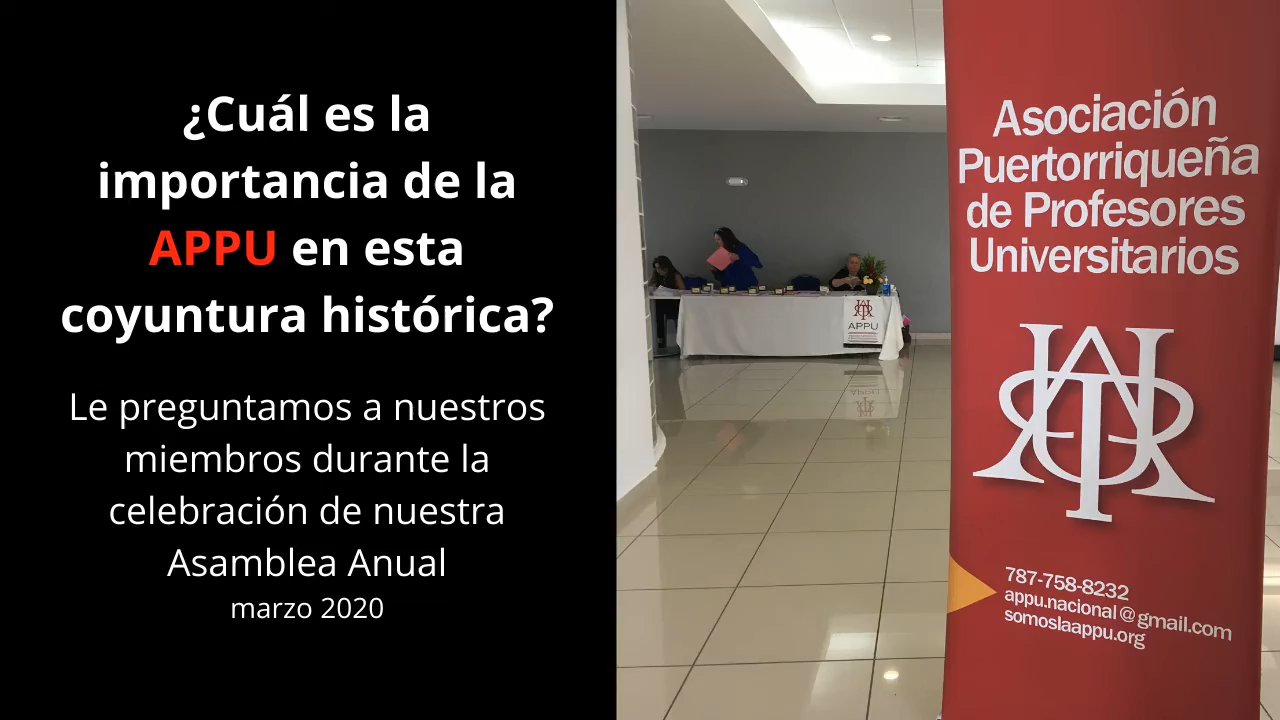 ¿Cuál es la
importancia de la
APPU en esta
coyuntura histórica?
Le preguntamos a nuestros
miembros durante la
celebración de nuestra
Asamblea Anual
marzo 2020
APPU
Asociación
Puertorriqueña
de Profesores
Universitarios
787-758-8232
appu.nacional@gmail.com
somoslaappu.org